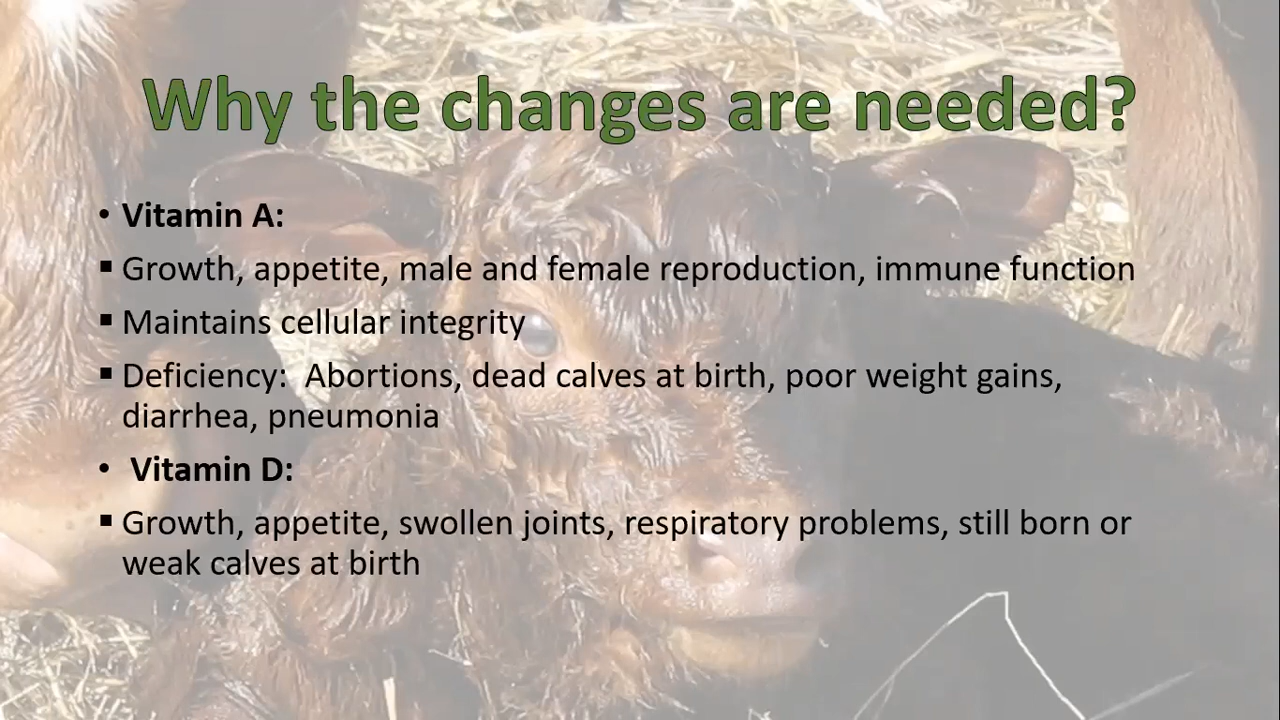 Why the changes are needed?
• Vitamin A:
▪ Growth, appetite, male and female reproduction, immune function
▪ Maintains cellular integrity
▪ Deficiency:  Abortions, dead calves at birth, poor weight gains,
diarrhea, pneumonia
• Vitamin D:
▪ Growth, appetite, swollen joints, respiratory problems, still born or
weak calves at birth